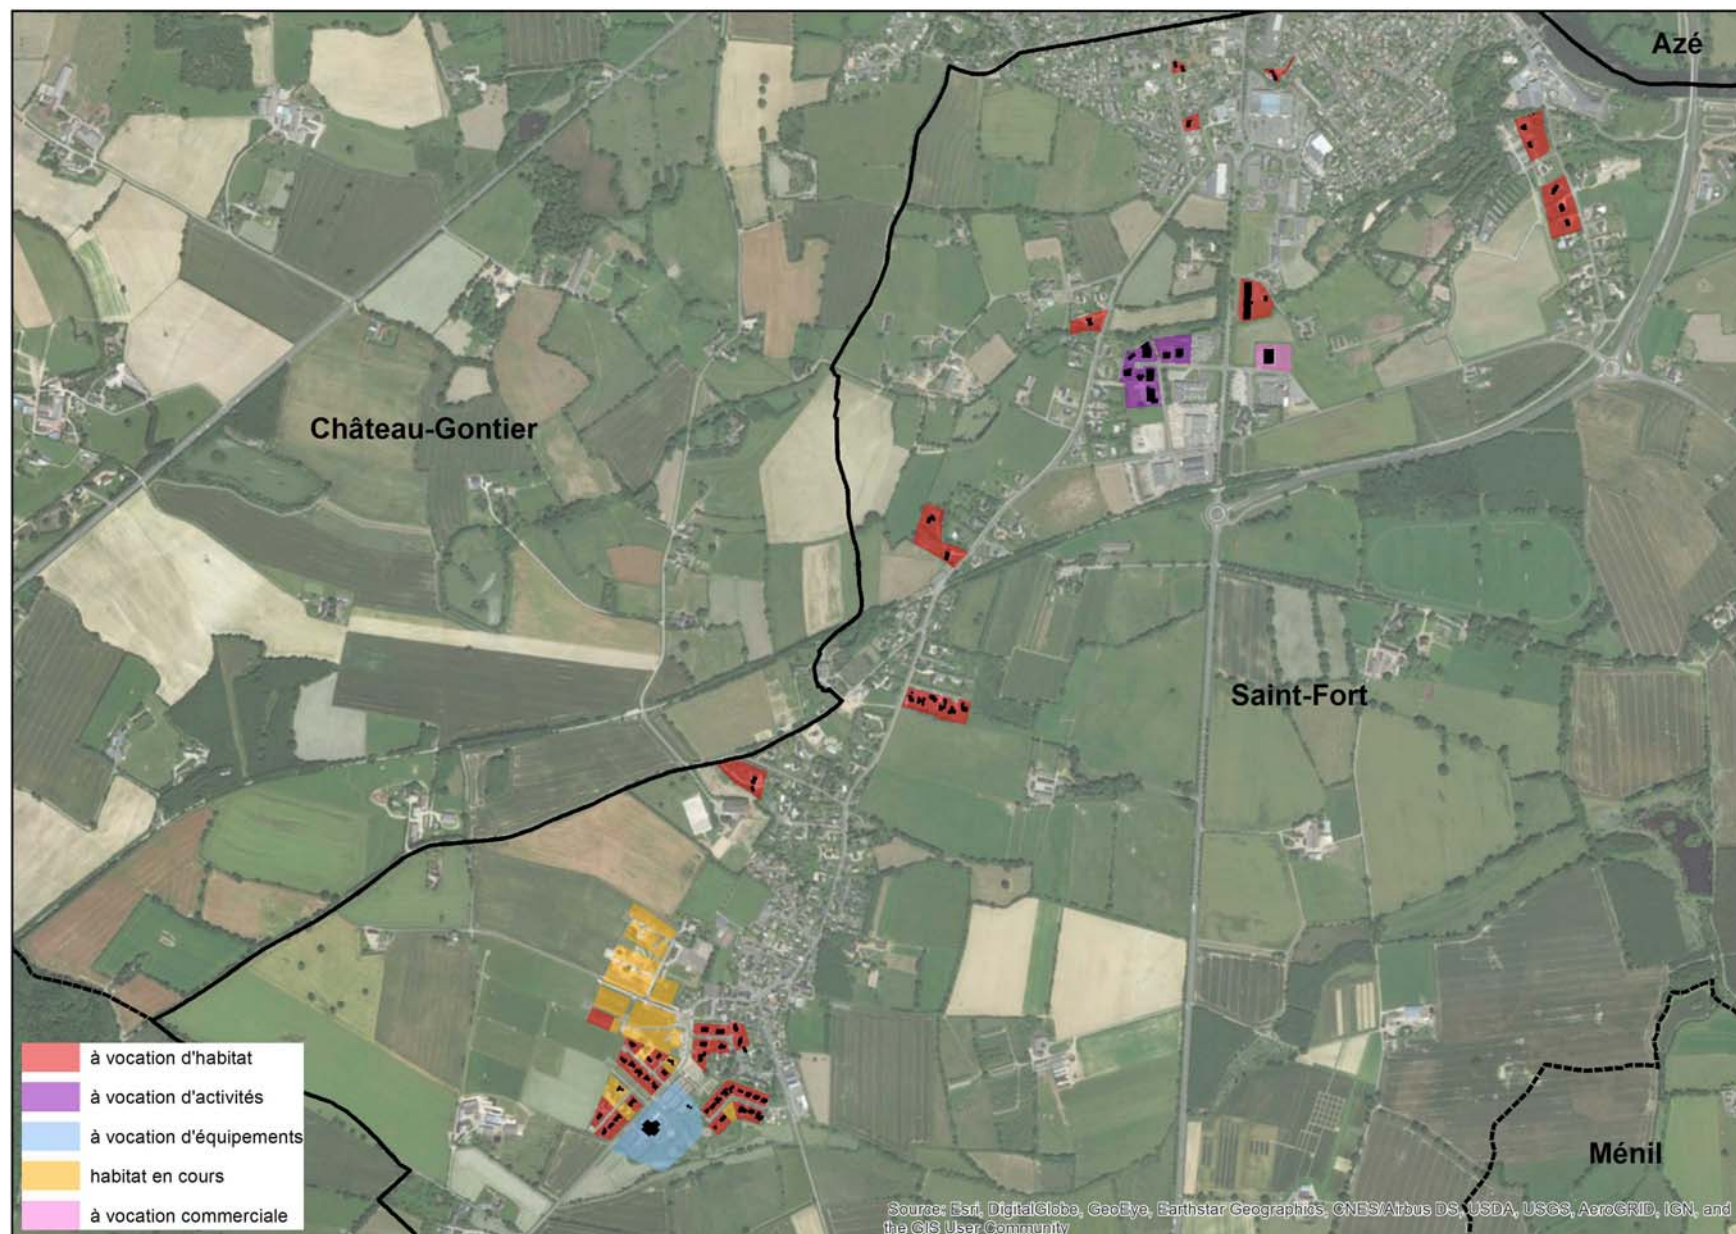 Azé
Château-Gontier
Saint-Fort
Ménil
à vocation d'habitat
à vocation d'activités
à vocation d'équipements
habitat en cours
à vocation commerciale
Source: Esri, DigitalGlobe, GeoEye, Earthstar Geographics, CNES/Airbus DS, USDA, USGS, AeroGRID, IGN, and
the GIS User Community